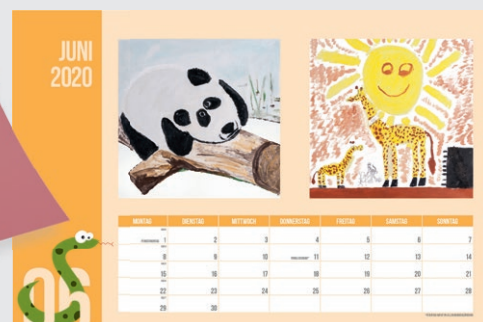 JUNI
2020
MONTAG DIENSTAG MITTWOCH DONNERSTAG FREITAG SAMSTAG SONNTAG
1 2 3 4 5 6 7
8 9 10 11 12 13 14
15 16 17 18 19 20 21
22 23 24 25 26 27 28
29 30
06